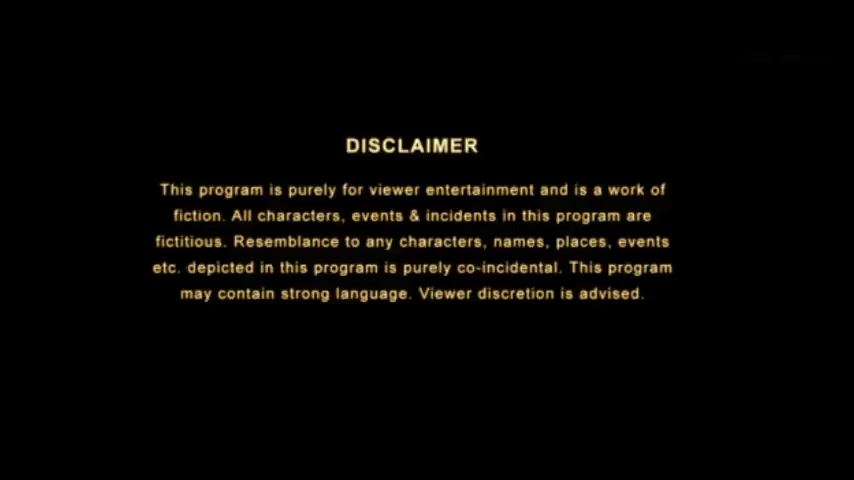 DISCLAIMER
This program is purely for viewer entertainment and is a work of
fiction. All characters, events & incidents in this program are
fictitious. Resemblance to any characters, names, places, events
etc. depicted in this program is purely co-incidental. This program
may contain strong language. Viewer discretion is advised.